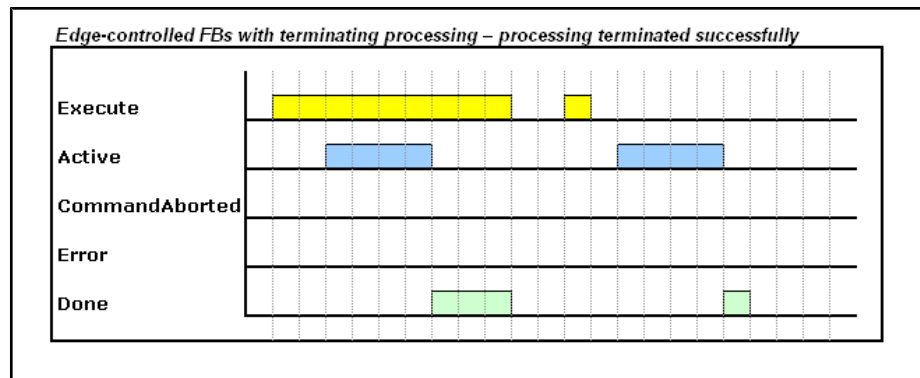 Edge-controlled FBs with terminating processing – processing terminated successfully
Execute
Active
CommandAborted
Error
Done